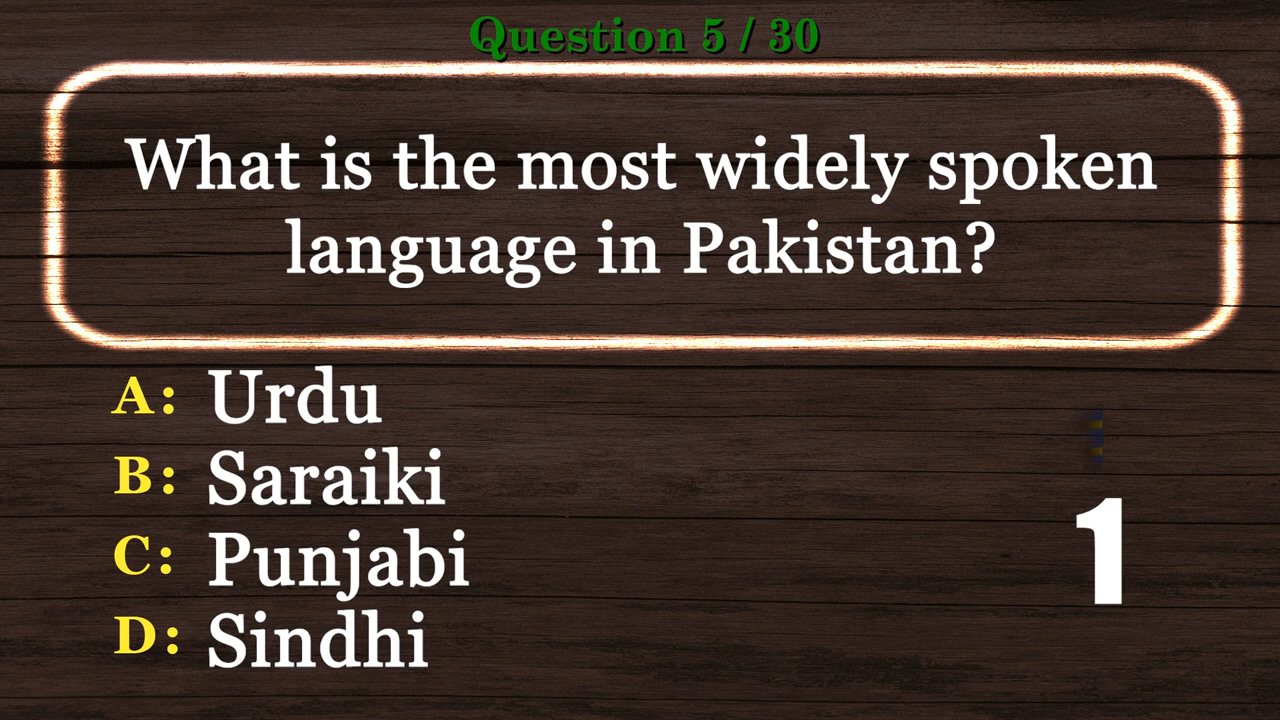 Question 5 / 30
What is the most widely spoken
language in Pakistan?
A: Urdu
B: Saraiki
C: Punjabi
D: Sindhi
1